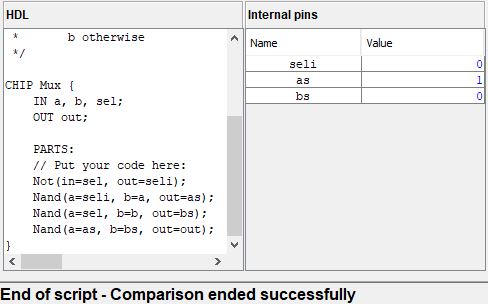 HDL
* b otherwise
*/
CHIP Mux {
IN a, b, sel;
OUT out;
PARTS:
// Put your code here:
Not(in=sel, out=seli);
Nand(a=seli, b=a, out=as);
Nand(a=sel, b=b, out=bs);
Nand(a=as, b=bs, out=out);
}
Internal pins
Name Value
seli 0
as 1
bs 0
End of script - Comparison ended successfully